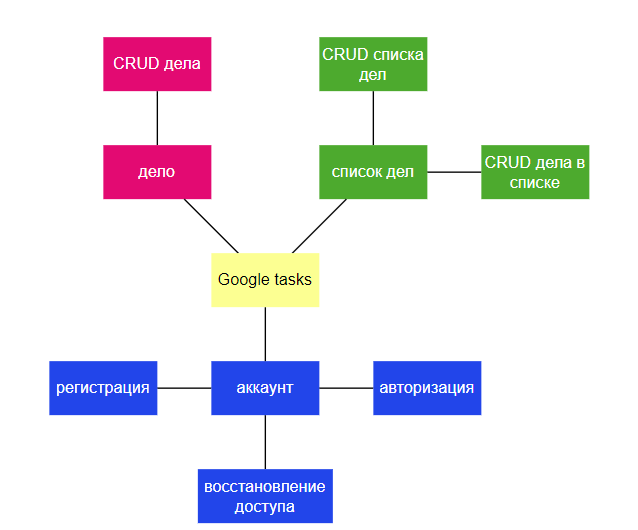 CRUD дела
CRUD списка
дел
дело
список дел
CRUD дела в
списке
Google tasks
регистрация
аккаунт
авторизация
восстановление
доступа